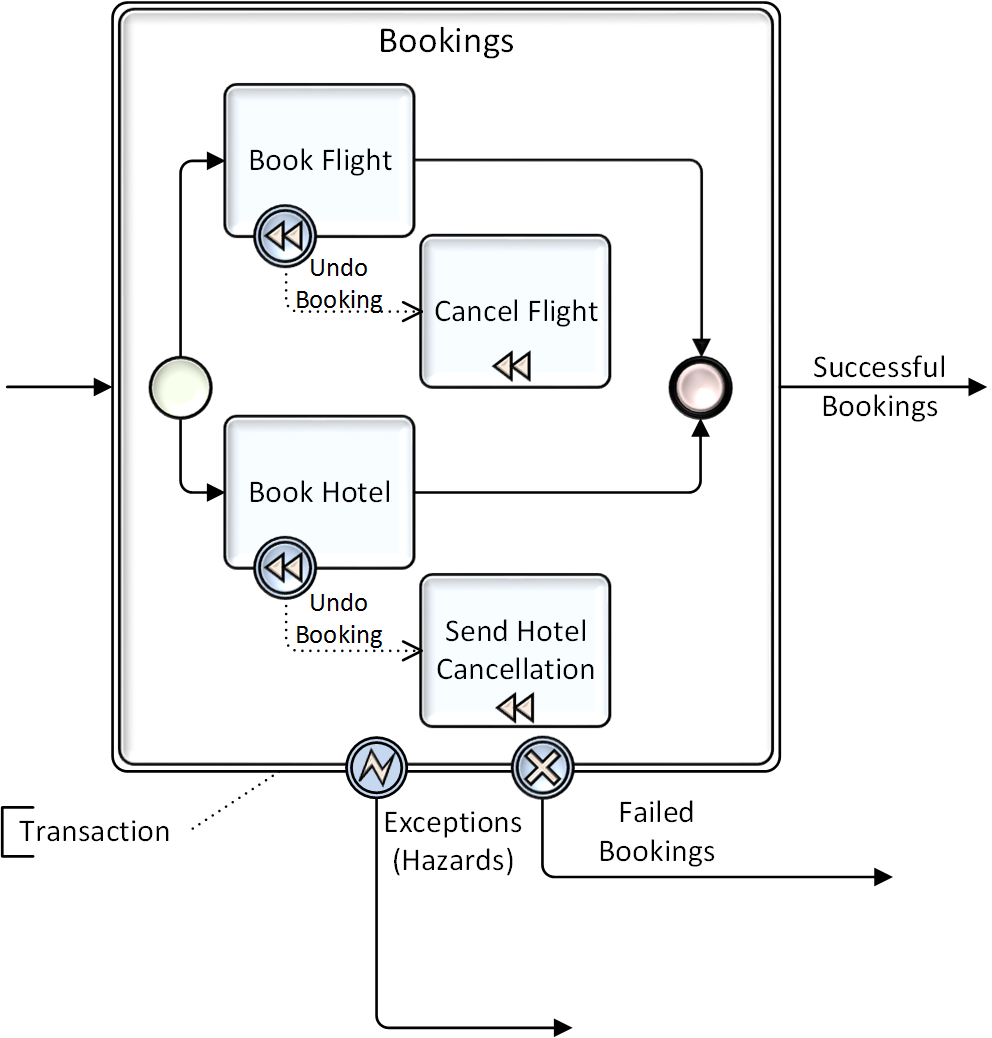 Bookings
Book Flight
Undo
Booking
Cancel Flight
Successful
Bookings
Book Hotel
Undo
Booking
Send Hotel
Cancellation
Transaction
Exceptions
(Hazards)
Failed
Bookings